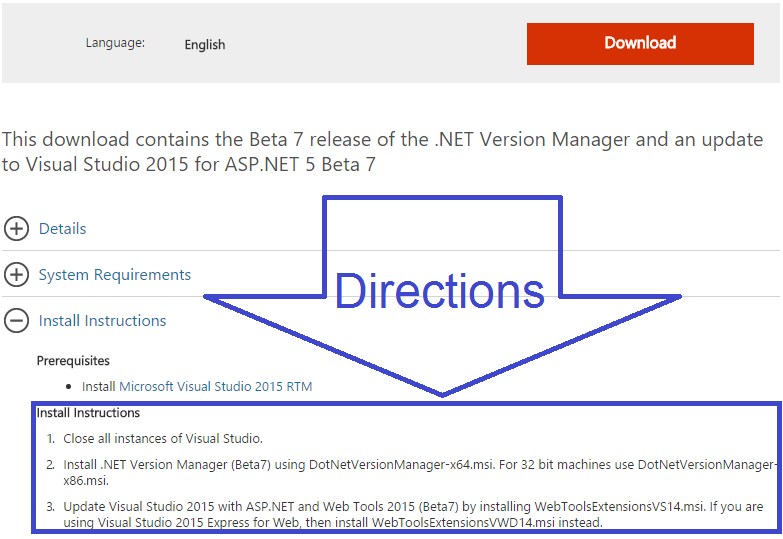 Language: English Download
This download contains the Beta 7 release of the .NET Version Manager and an update
to Visual Studio 2015 for ASP.NET 5 Beta 7
Details
System Requirements
Directions
Install Instructions
Prerequisites
• Install Microsoft Visual Studio 2015 RTM
Install Instructions
1. Close all instances of Visual Studio.
2. Install .NET Version Manager (Beta7) using DotNetVersionManager-x64.msi. For 32 bit machines use DotNetVersionManager-
x86.msi.
3. Update Visual Studio 2015 with ASP.NET and Web Tools 2015 (Beta7) by installing WebToolsExtensionsVS14.msi. If you are
using Visual Studio 2015 Express for Web, then install WebToolsExtensionsVWD14.msi instead.